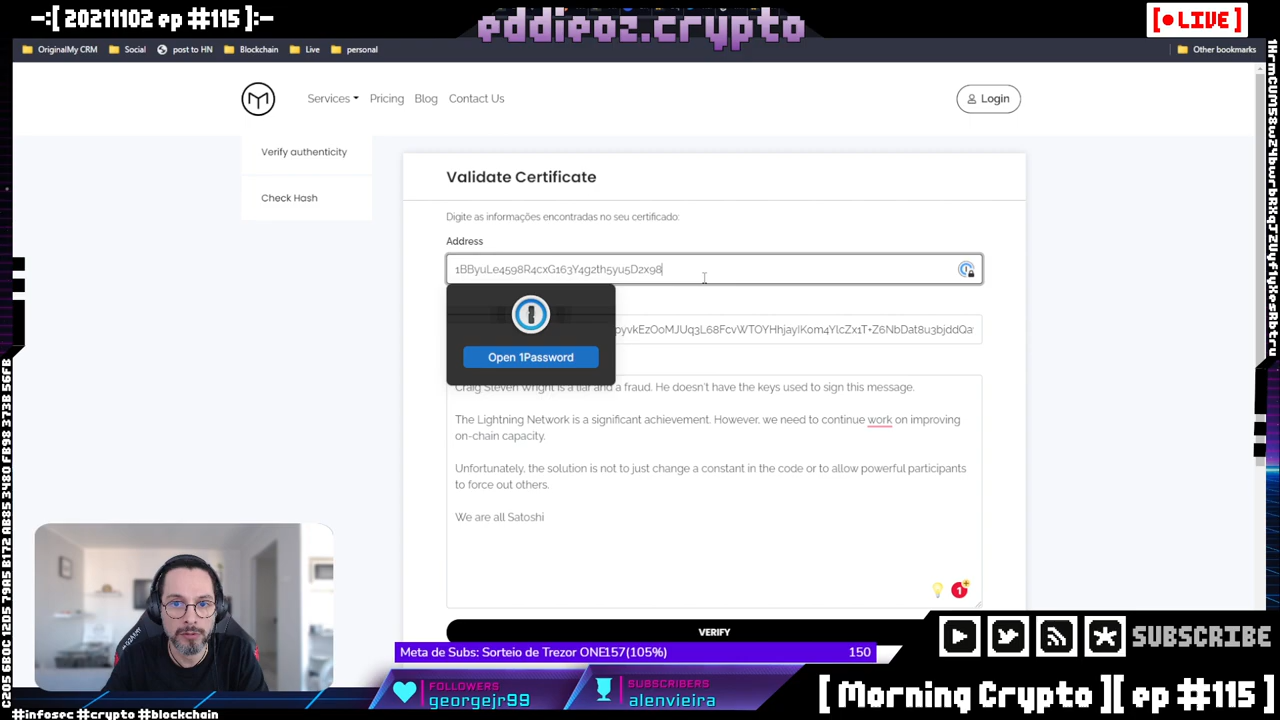 -:[ 20211102 ep #115 ]:-
eddieoz.crypto
[ ● LIVE ]
OriginalMy CRM
Social
post to HN
Blockchain
Live
personal
Other bookmarks
Services
Pricing
Blog
Contact Us
Login
Verify authenticity
Check Hash
Validate Certificate
Digite as informações encontradas no seu certificado:
Address
1BByuLe4598R4cxG163Y4g2th5yu5D2x98
Open 1Password
Craig Steven Wright is a liar and a fraud. He doesn't have the keys used to sign this message.
The Lightning Network is a significant achievement. However, we need to continue work on improving
on-chain capacity.
Unfortunately, the solution is not to just change a constant in the code or to allow powerful participants
to force out others.
We are all Satoshi
1
VERIFY
Meta de Subs: Sorteio de Trezor ONE157(105%)
150
SUBSCRIBE
FOLLOWERS
georgejr99
SUBSCRIBERS
alenvieira
[ Morning Crypto ][ ep #115 ]
#infosec #crypto #blockchain